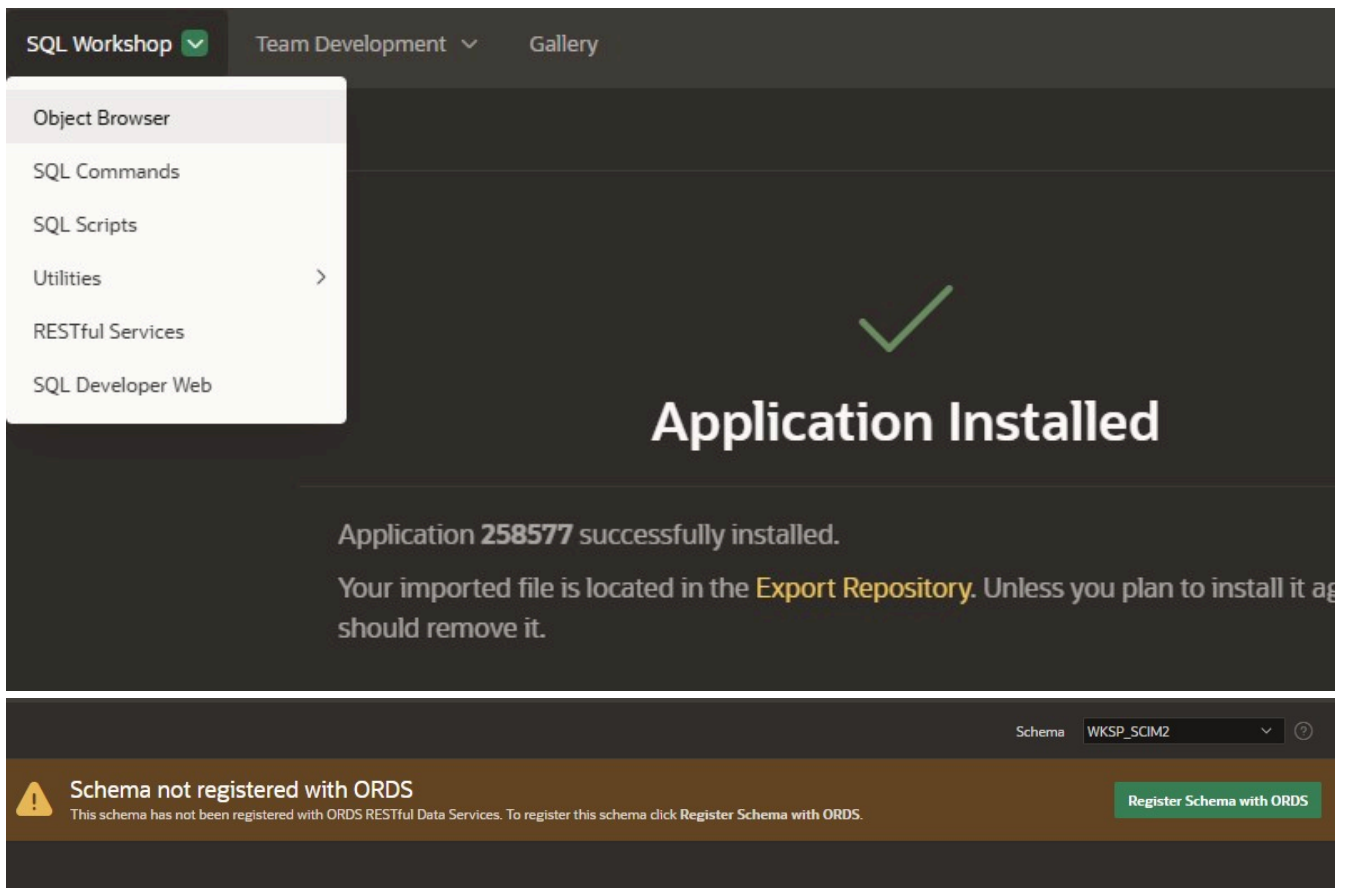 SQL Workshop Team Development Gallery
Object Browser
SQL Commands
SQL Scripts
Utilities
RESTful Services
SQL Developer Web
Application Installed
Application 258577 successfully installed.
Your imported file is located in the Export Repository. Unless you plan to install it ag
should remove it.
Schema WKSP_SCIM2
Schema not registered with ORDS
This schema has not been registered with ORDS RESTful Data Services. To register this schema click Register Schema with ORDS.
Register Schema with ORDS